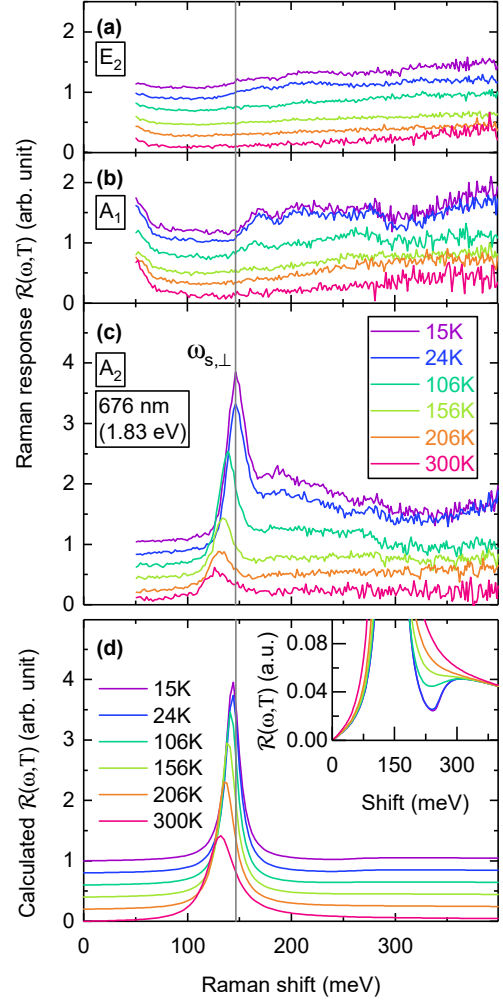 (a)
E₂
2
1
0
(b)
A₁
2
1
0
Raman response ℛ(ω,T) (arb. unit)
(c)
A₂
676 nm
(1.83 eV)
ωs,⊥
15K
24K
106K
156K
206K
300K
4
3
2
1
0
(d)
15K
24K
106K
156K
206K
300K
Calculated ℛ(ω,T) (arb. unit)
4
3
2
1
0
ℛ(ω,T) (a.u.)
0.08
0.04
0.00
0 150 300
Shift (meV)
0 100 200 300
Raman shift (meV)